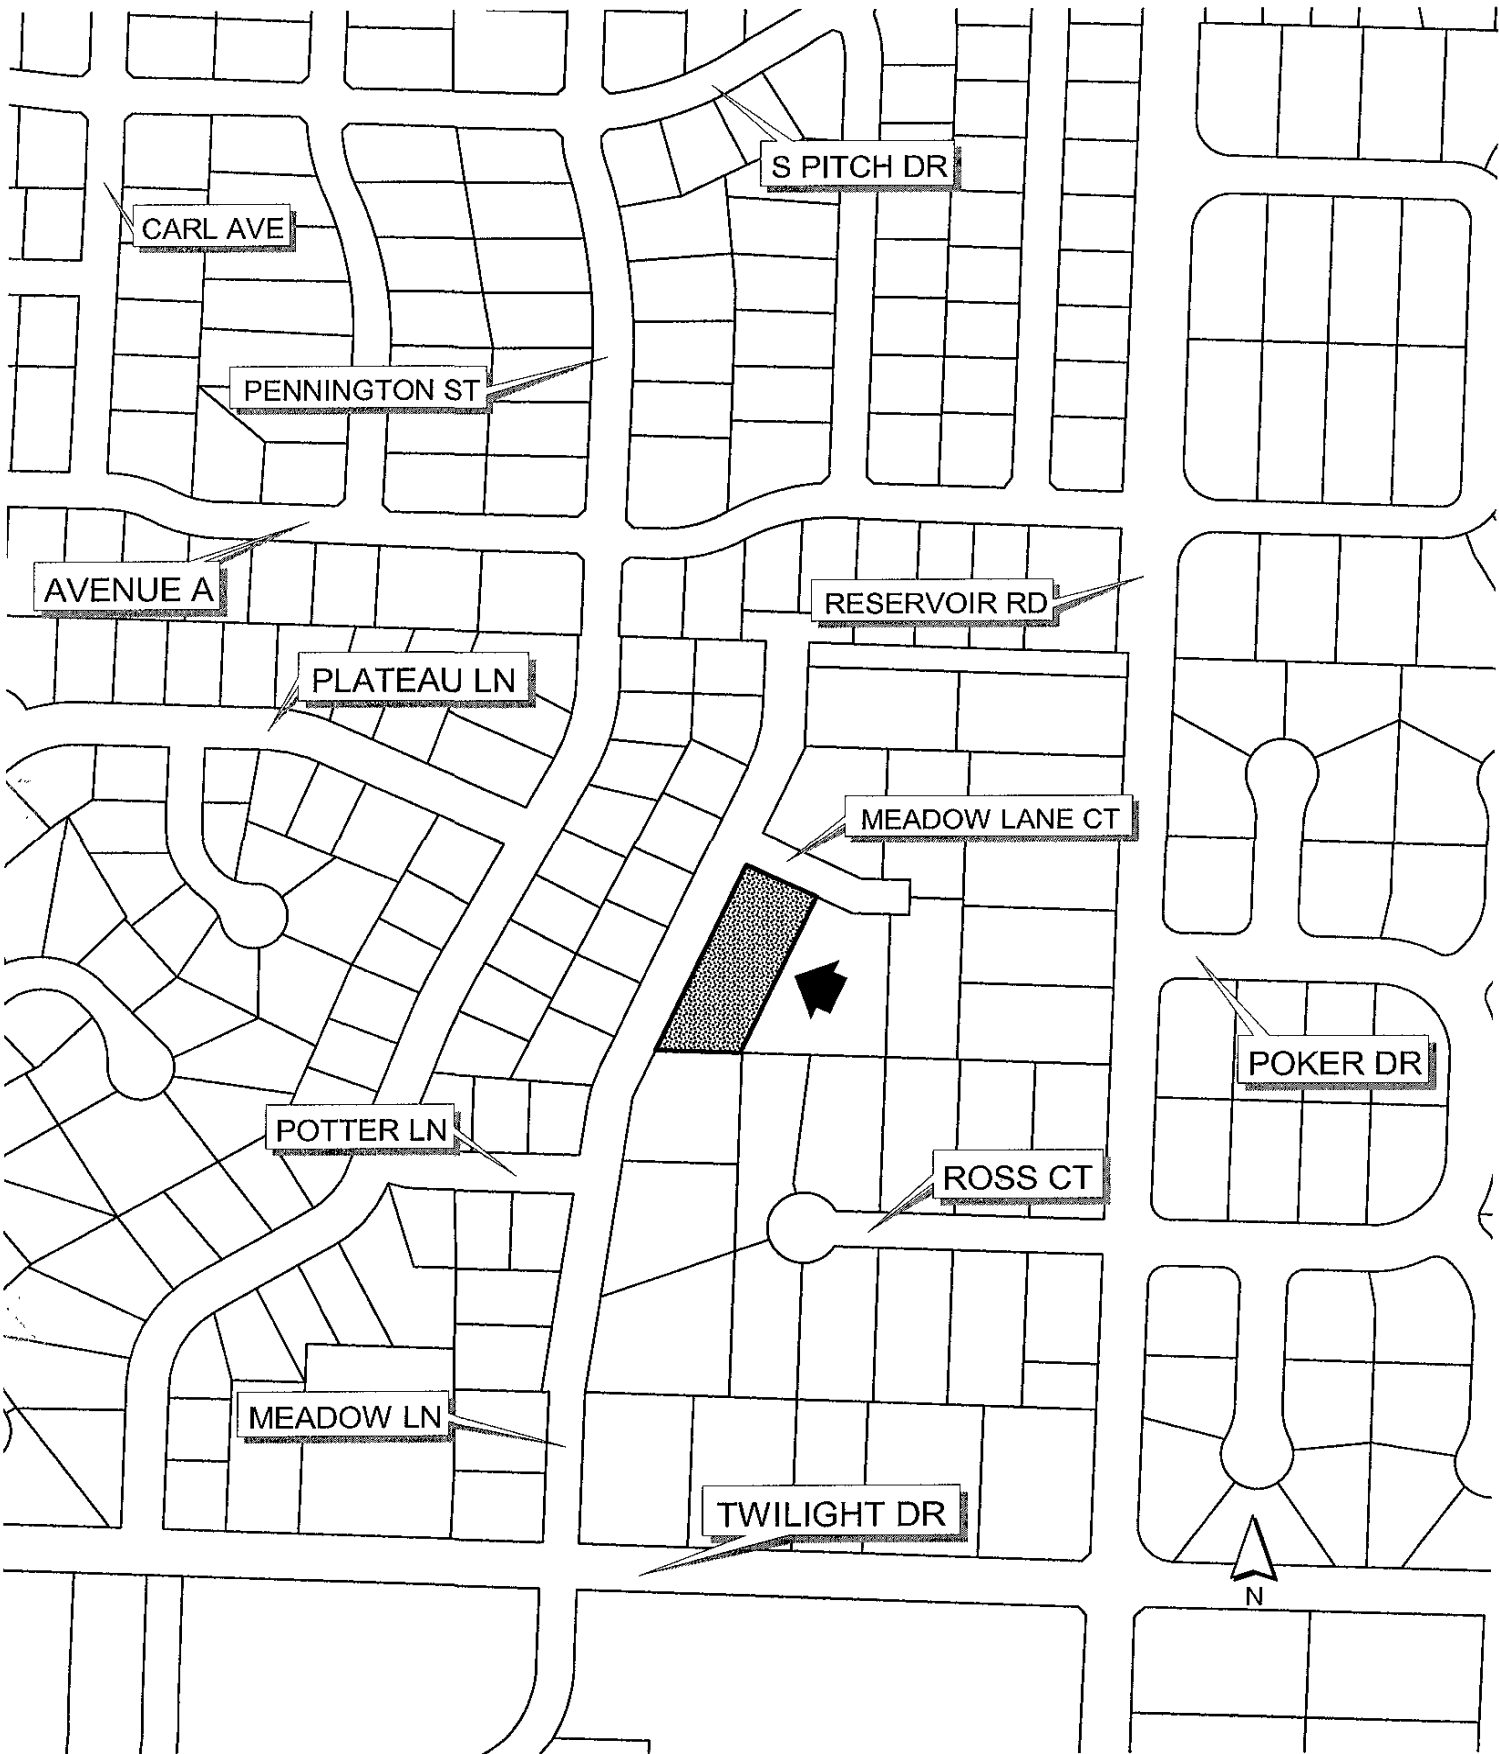 S PITCH DR
CARL AVE
PENNINGTON ST
AVENUE A
RESERVOIR RD
PLATEAU LN
MEADOW LANE CT
POKER DR
POTTER LN
ROSS CT
MEADOW LN
TWILIGHT DR
N